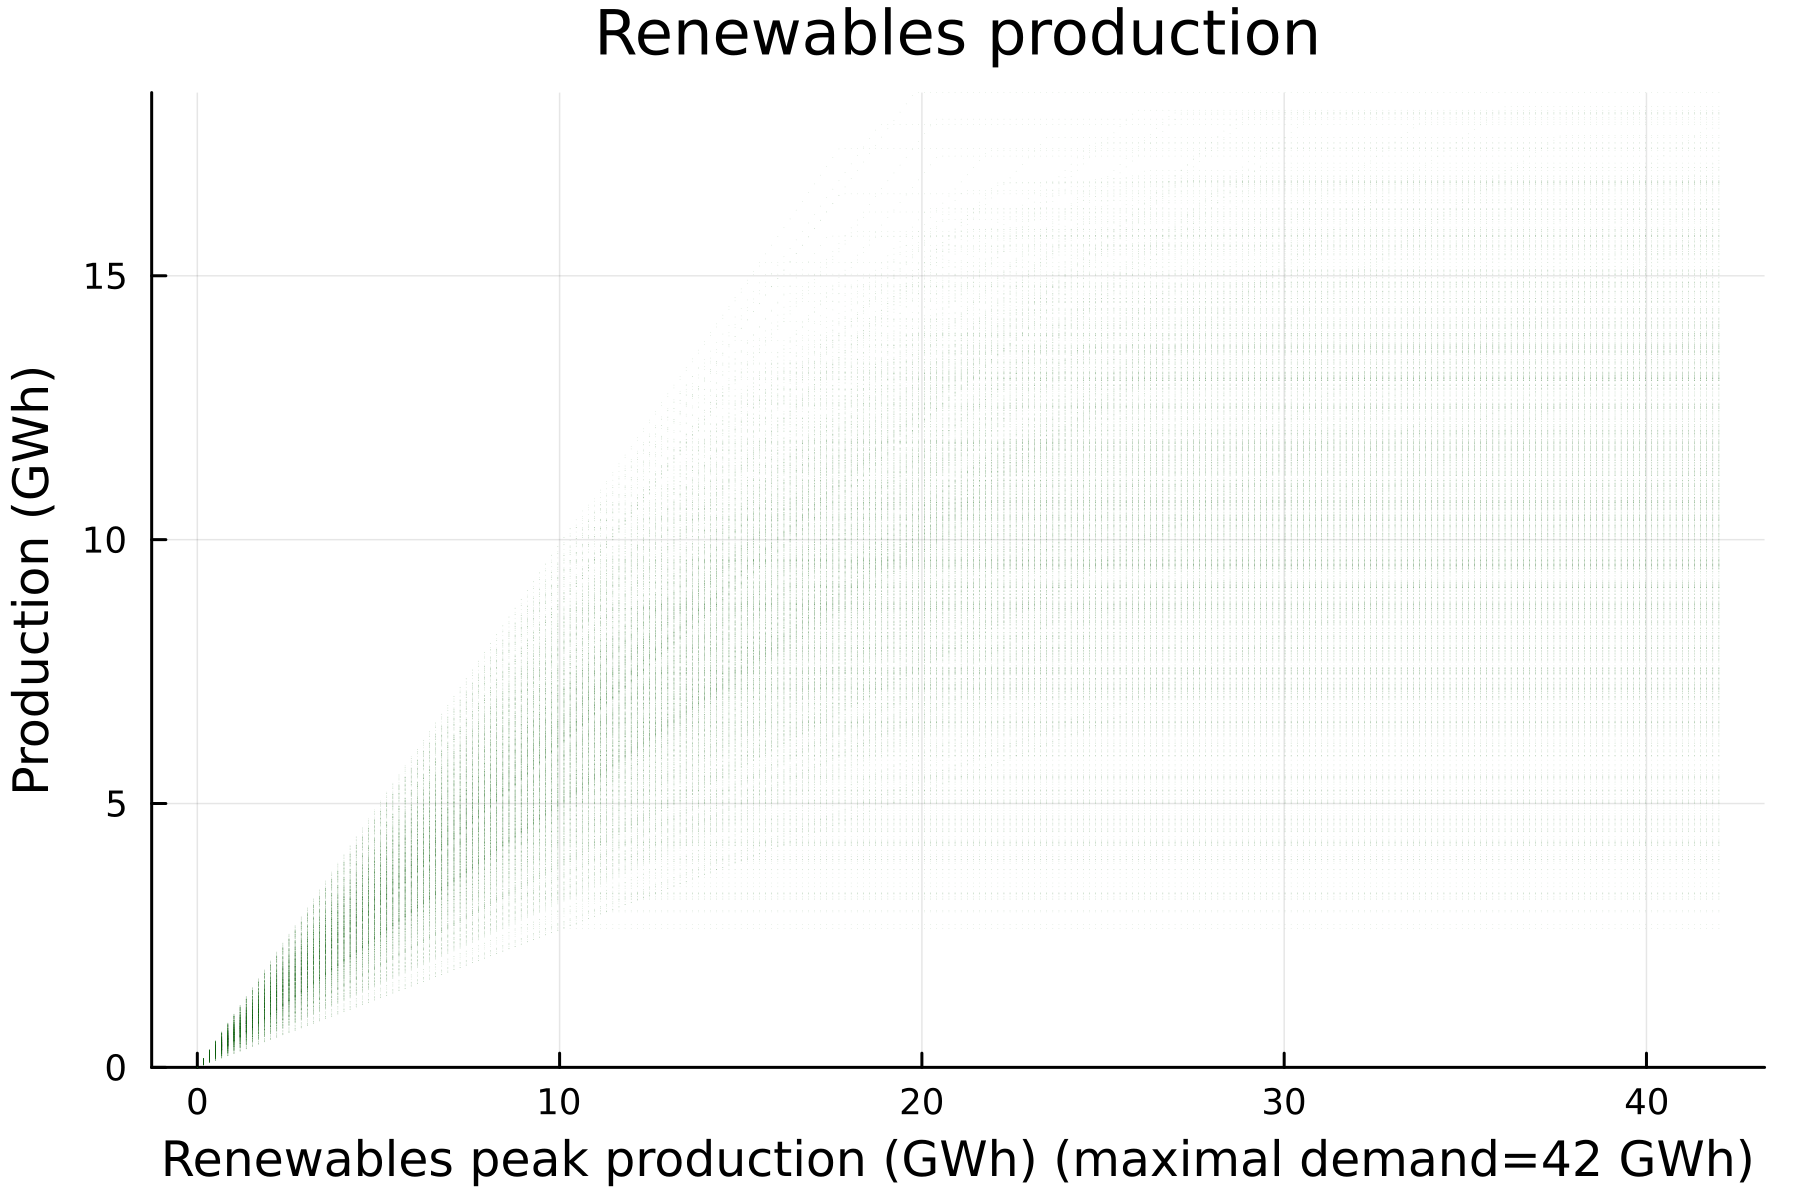 Renewables production
Production (GWh)
15
10
5
0
0 10 20 30 40
Renewables peak production (GWh) (maximal demand=42 GWh)